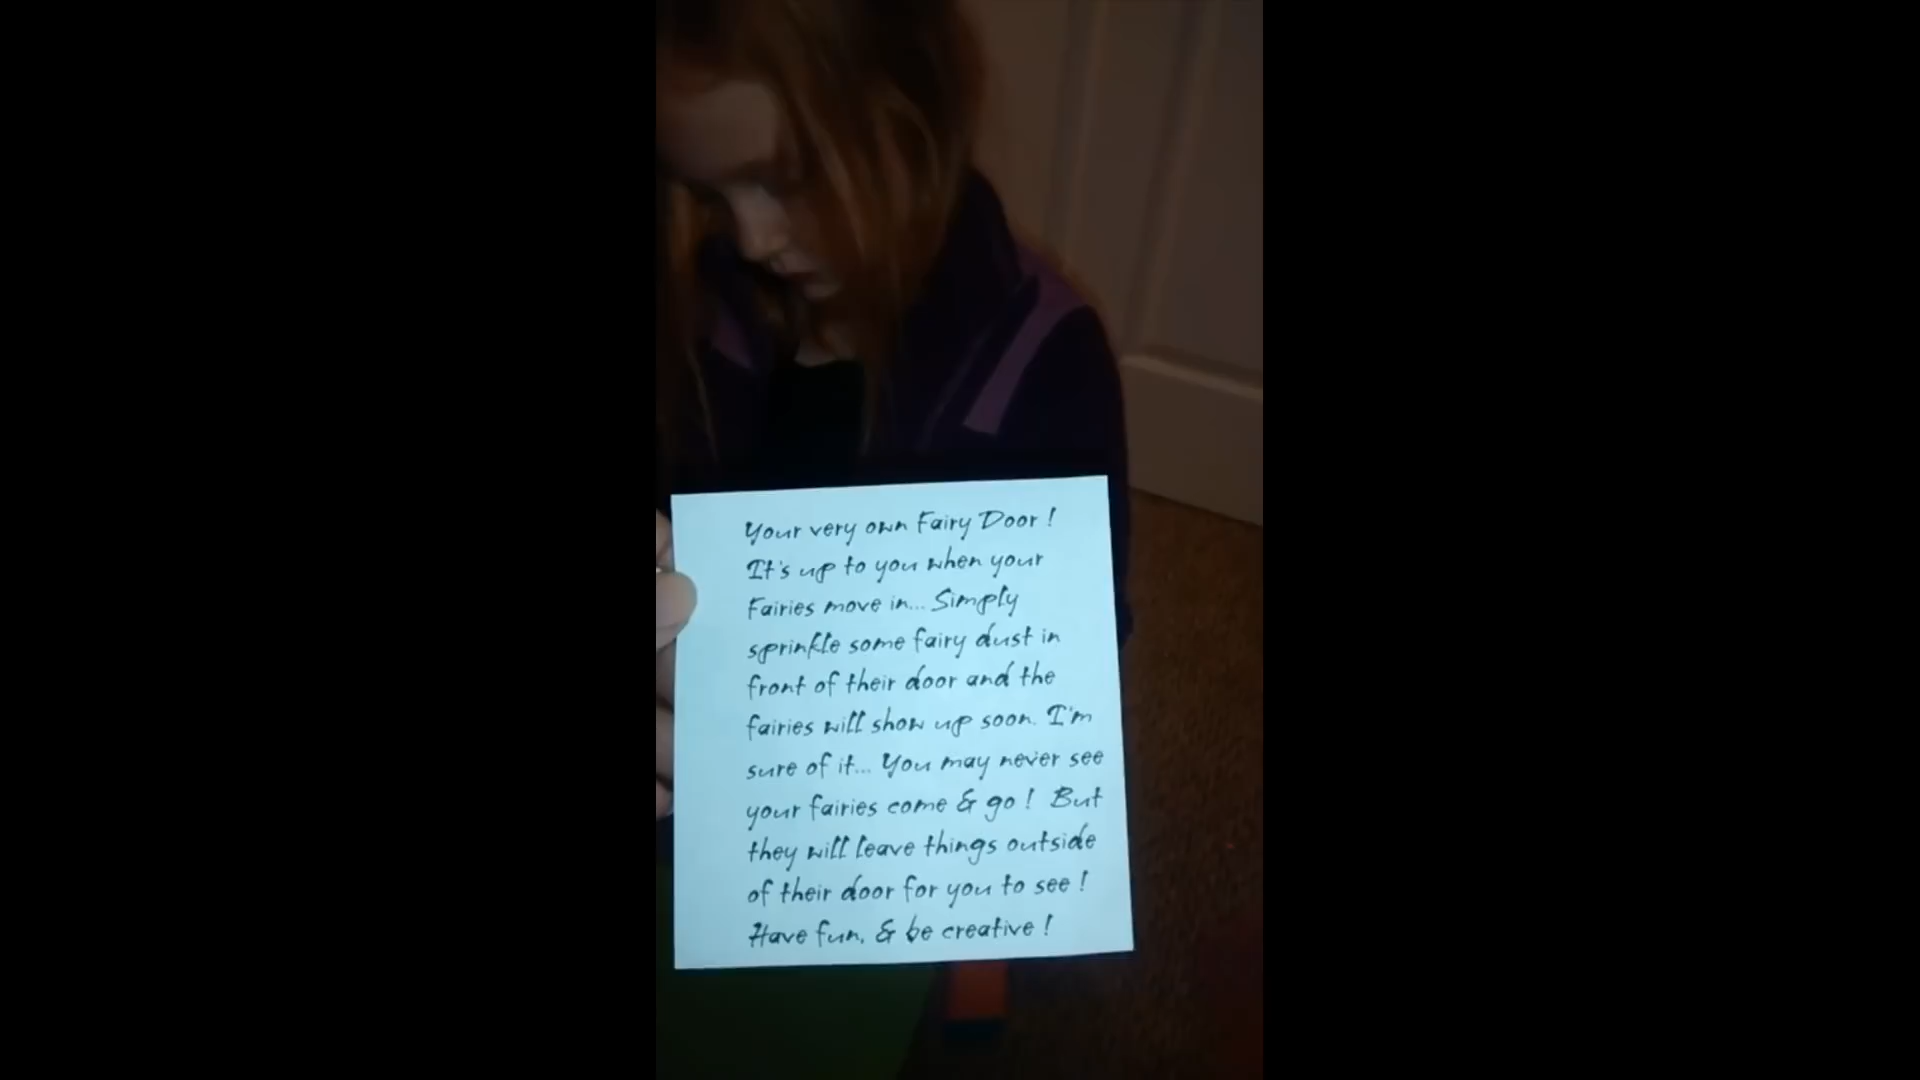 Your very own Fairy Door!
It's up to you when your
Fairies move in... Simply
sprinkle some fairy dust in
front of their door and the
fairies will show up soon. I'm
sure of it... You may never see
your fairies come & go! But
they will leave things outside
of their door for you to see!
Have fun, & be creative!